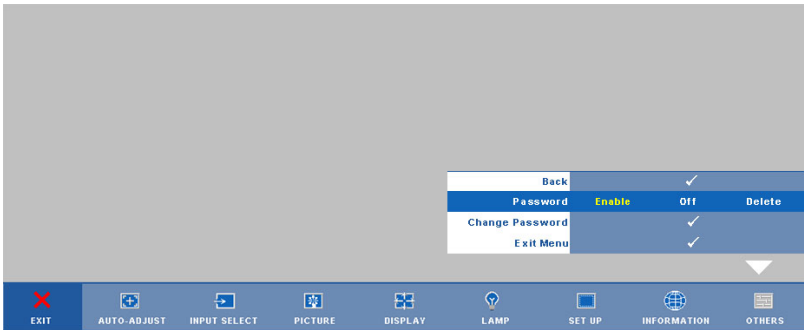 Back
Password Enable Off Delete
Change Password
Exit Menu
EXIT AUTO-ADJUST INPUT SELECT PICTURE DISPLAY LAMP SET UP INFORMATION OTHERS